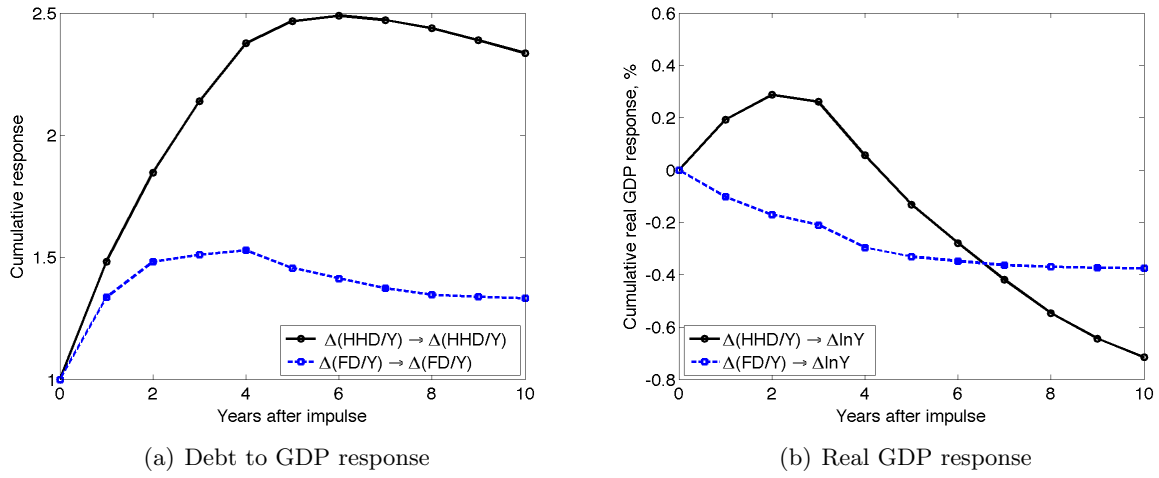 2.5
2
1.5
1
0
2
4
6
8
10
Cumulative response
Years after impulse
Δ(HHD/Y) → Δ(HHD/Y)
Δ(FD/Y) → Δ(FD/Y)
(a) Debt to GDP response
0.6
0.4
0.2
0
-0.2
-0.4
-0.6
-0.8
0
2
4
6
8
10
Cumulative real GDP response, %
Years after impulse
Δ(HHD/Y) → ΔlnY
Δ(FD/Y) → ΔlnY
(b) Real GDP response